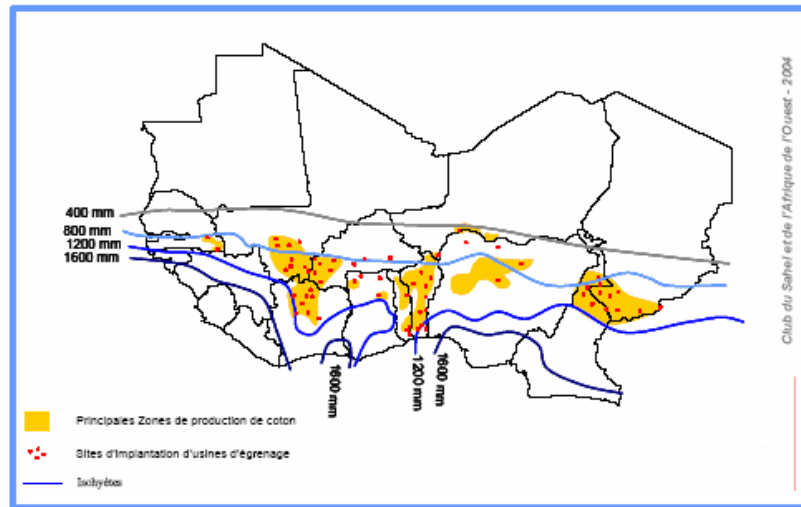 400 mm
800 mm
1200 mm
1600 mm
1600 mm
1200 mm
1600 mm
Club du Sahel et de l'Afrique de l'Ouest - 2004
Principales Zones de production de coton
Sites d'Implantation d'usines d'égrenage
Isohyètes